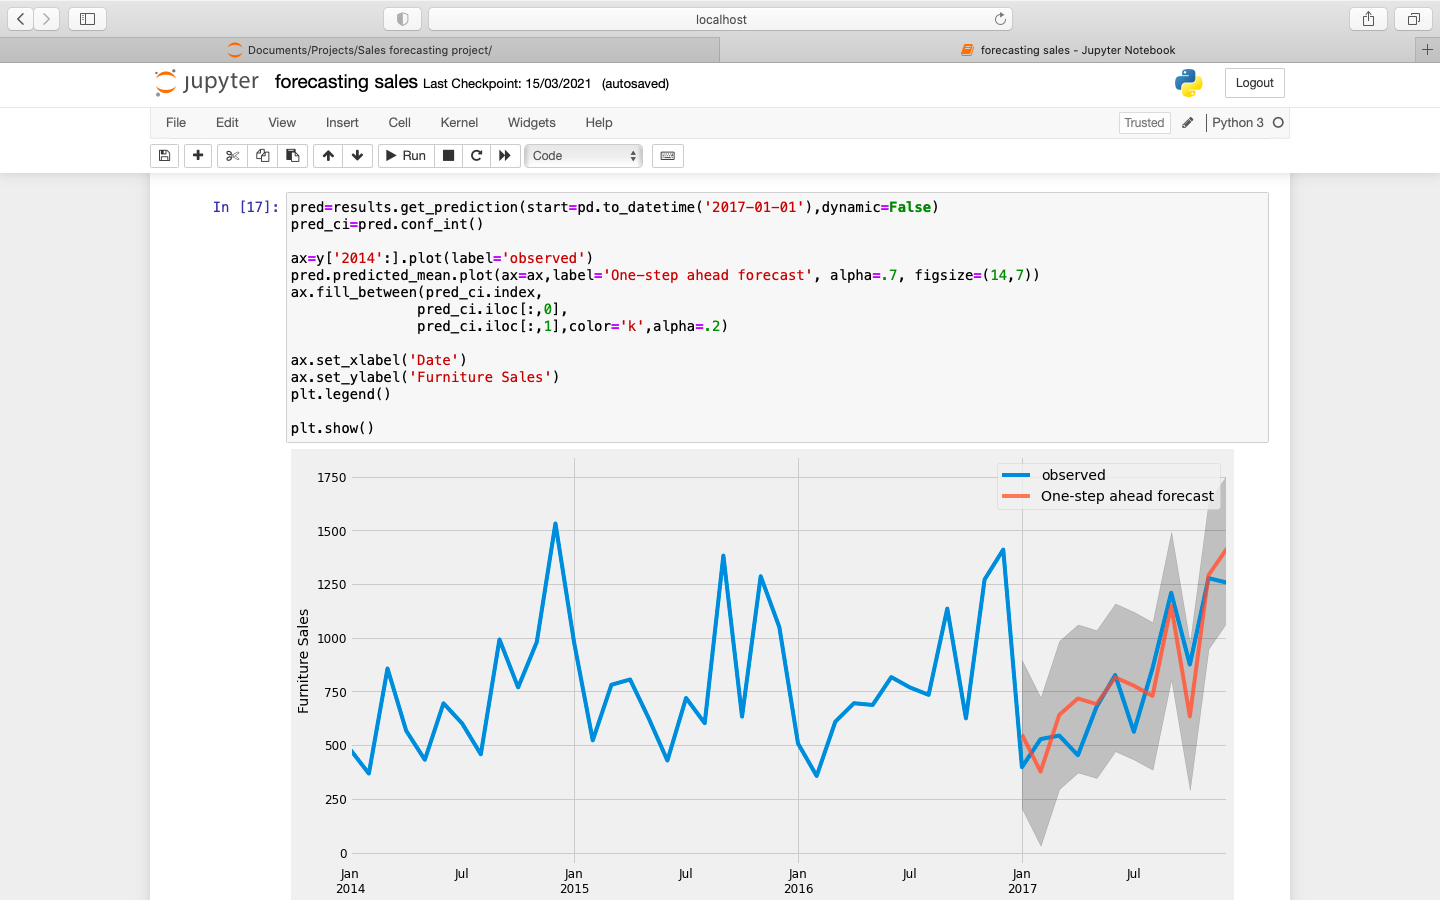 localhost
Documents/Projects/Sales forecasting project/
forecasting sales - Jupyter Notebook
jupyter forecasting sales Last Checkpoint: 15/03/2021 (autosaved)
Logout
File Edit View Insert Cell Kernel Widgets Help
Trusted
Python 3
Run
Code
In [17]:
pred=results.get_prediction(start=pd.to_datetime('2017-01-01'),dynamic=False)
pred_ci=pred.conf_int()
ax=y['2014':].plot(label='observed')
pred.predicted_mean.plot(ax=ax,label='One-step ahead forecast', alpha=.7, figsize=(14,7))
ax.fill_between(pred_ci.index,
pred_ci.iloc[:,0],
pred_ci.iloc[:,1],color='k',alpha=.2)
ax.set_xlabel('Date')
ax.set_ylabel('Furniture Sales')
plt.legend()
plt.show()
observed
One-step ahead forecast
1750
1500
1250
1000
750
500
250
0
Furniture Sales
Jan Jul Jan Jul Jan Jul Jan Jul
2014 2015 2016 2017